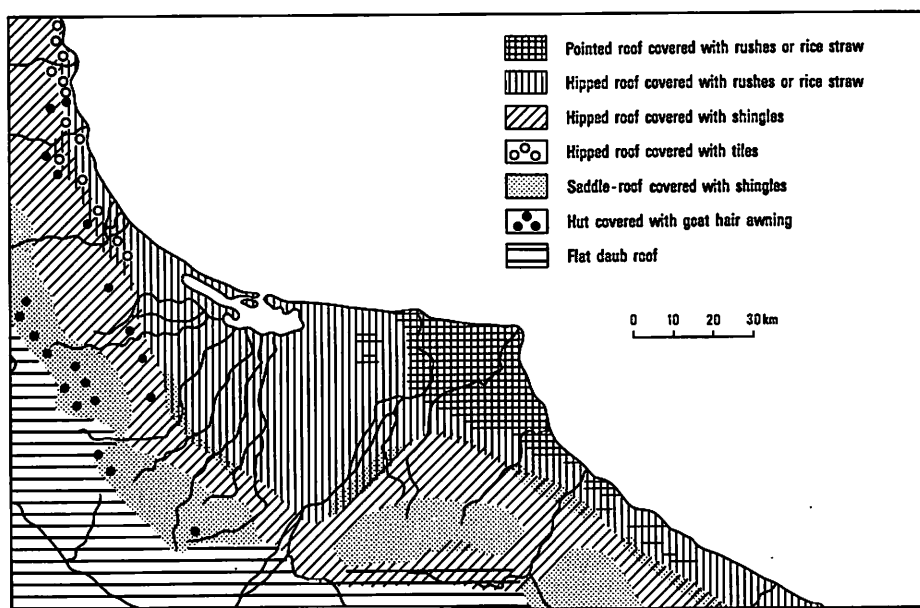 Pointed roof covered with rushes or rice straw
Hipped roof covered with rushes or rice straw
Hipped roof covered with shingles
Hipped roof covered with tiles
Saddle-roof covered with shingles
Hut covered with goat hair awning
Flat daub roof
0 10 20 30 km